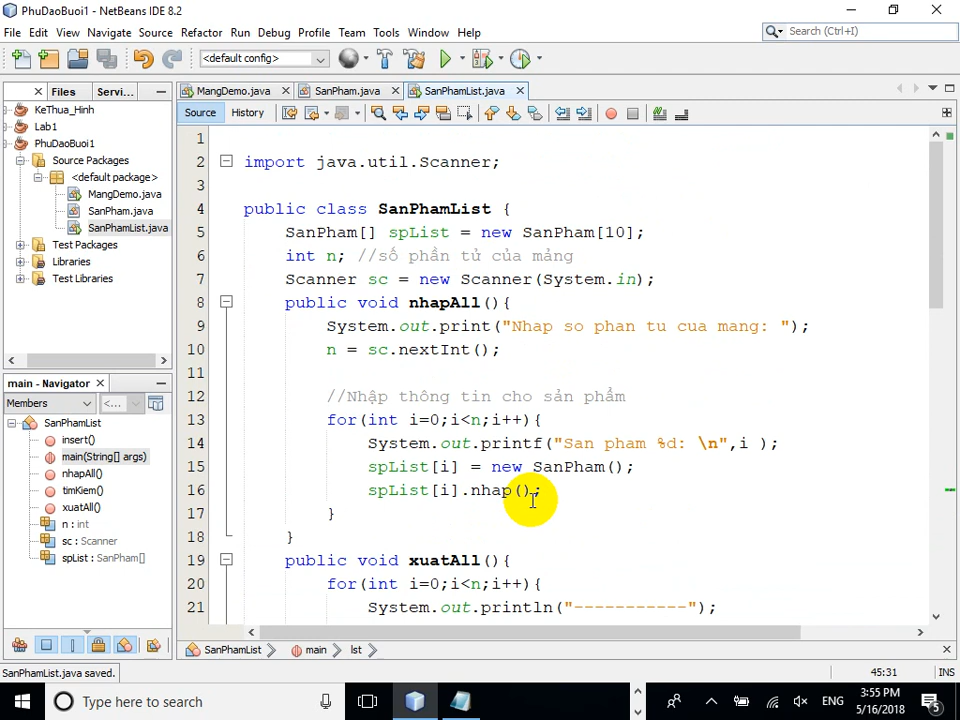 PhuDaoBuoi1 - NetBeans IDE 8.2
File Edit View Navigate Source Refactor Run Debug Profile Team Tools Window Help
Search (Ctrl+I)
<default config>
Files Servi...
MangDemo.java SanPham.java SanPhamList.java
Source History
KeThua_Hinh
Lab1
PhuDaoBuoi1
Source Packages
<default package>
MangDemo.java
SanPham.java
SanPhamList.java
Test Packages
Libraries
Test Libraries
main - Navigator
Members <...
SanPhamList
insert()
main(String[] args)
nhapAll()
timKiem()
xuatAll()
n : int
sc : Scanner
spList : SanPham[]
1
2 import java.util.Scanner;
3
4 public class SanPhamList {
5 SanPham[] spList = new SanPham[10];
6 int n; //số phần tử của mảng
7 Scanner sc = new Scanner(System.in);
8 public void nhapAll(){
9 System.out.print("Nhap so phan tu cua mang: ");
10 n = sc.nextInt();
11
12 //Nhập thông tin cho sản phẩm
13 for(int i=0;i<n;i++){
14 System.out.printf("San pham %d: \n",i );
15 spList[i] = new SanPham();
16 spList[i].nhap();
17 }
18 }
19 public void xuatAll(){
20 for(int i=0;i<n;i++){
21 System.out.println("-----------");
SanPhamList main lst
SanPhamList.java saved.
45:31 INS
Type here to search
ENG
3:55 PM
5/16/2018
5